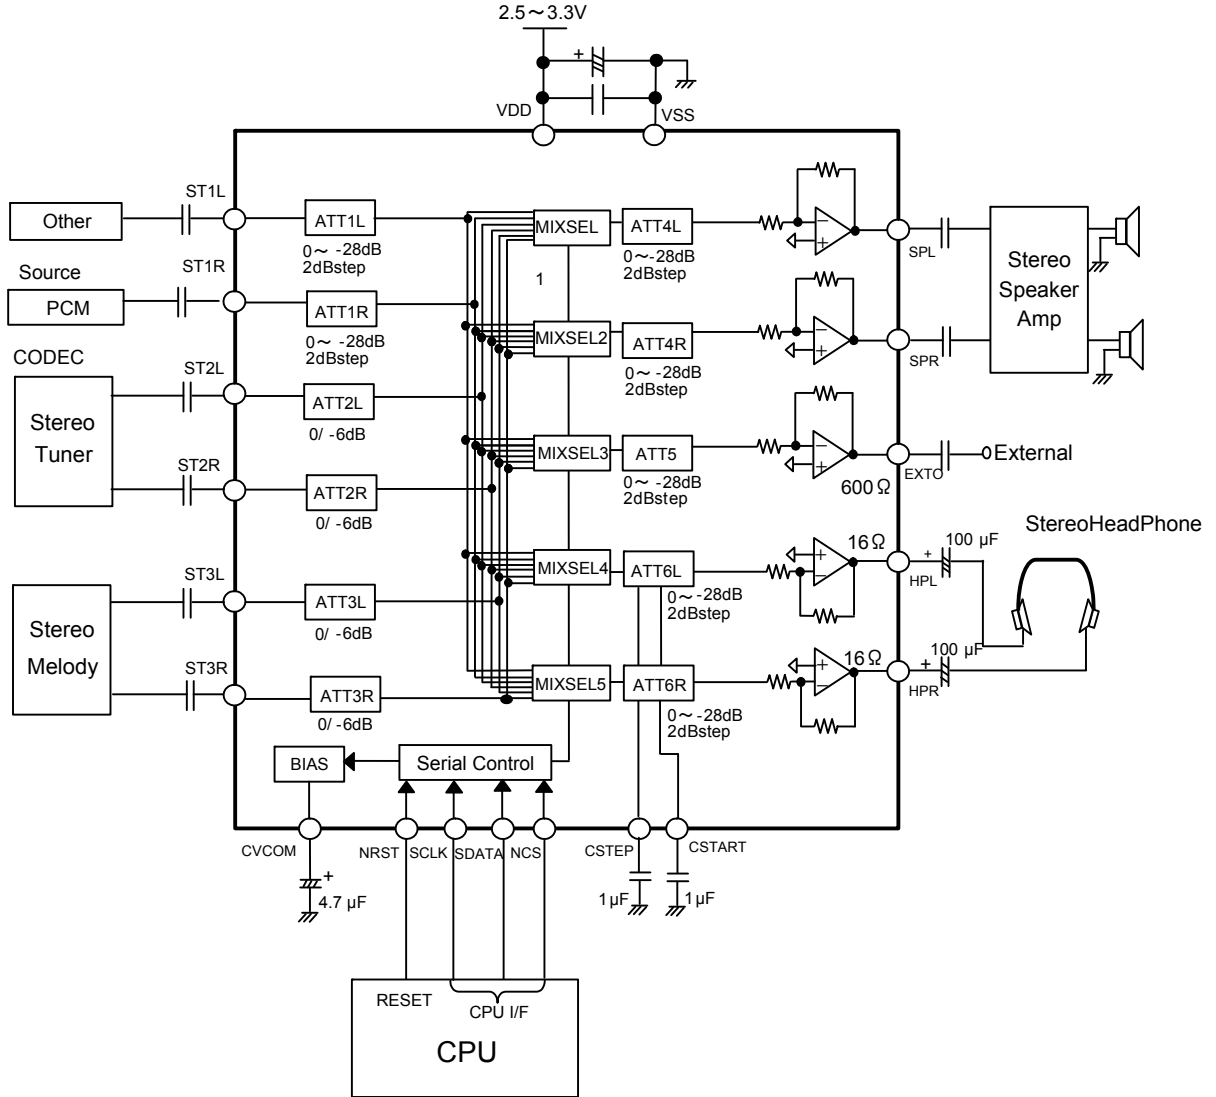 2.5～3.3V
+
VDD
VSS
ST1L
Other
ATT1L
MIXSEL
ATT4L
0～ -28dB
2dBstep
0～-28dB
2dBstep
−
+
SPL
Stereo
Speaker
Amp
ST1R
Source
PCM
1
ATT1R
0～ -28dB
2dBstep
MIXSEL2
ATT4R
0～ -28dB
2dBstep
−
+
SPR
CODEC
ST2L
Stereo
Tuner
ATT2L
0/ -6dB
MIXSEL3
ATT5
0～ -28dB
2dBstep
−
+
600Ω
EXTO
External
ST2R
ATT2R
0/ -6dB
StereoHeadPhone
16Ω
100 µF
+
−
+
HPL
MIXSEL4
ATT6L
0～ -28dB
2dBstep
ST3L
Stereo
Melody
ATT3L
0/ -6dB
ST3R
ATT3R
0/ -6dB
MIXSEL5
ATT6R
0～ -28dB
2dBstep
+
−
16Ω
100 µF
+
HPR
BIAS
Serial Control
CVCOM
NRST
SCLK
SDATA
NCS
CSTEP
CSTART
+
4.7 µF
1µF
1µF
RESET
CPU I/F
CPU